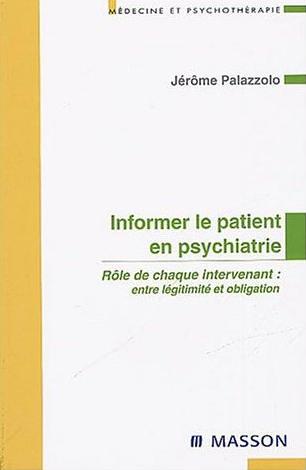 MÉDECINE ET PSYCHOTHÉRAPIE
Jérôme Palazzolo
Informer le patient
en psychiatrie
Rôle de chaque intervenant :
entre légitimité et obligation
MASSON